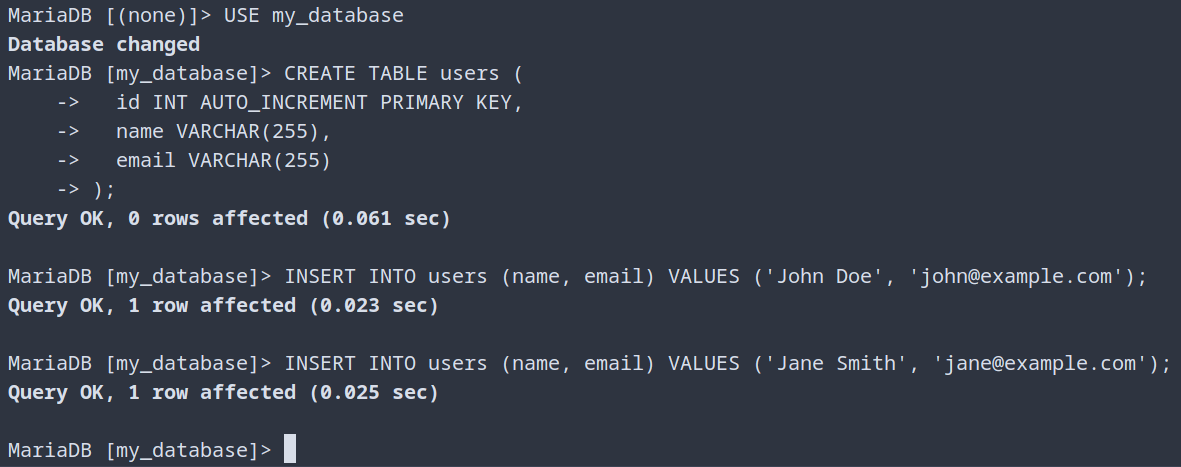 MariaDB [(none)]> USE my_database
Database changed
MariaDB [my_database]> CREATE TABLE users (
    ->   id INT AUTO_INCREMENT PRIMARY KEY,
    ->   name VARCHAR(255),
    ->   email VARCHAR(255)
    -> );
Query OK, 0 rows affected (0.061 sec)

MariaDB [my_database]> INSERT INTO users (name, email) VALUES ('John Doe', 'john@example.com');
Query OK, 1 row affected (0.023 sec)

MariaDB [my_database]> INSERT INTO users (name, email) VALUES ('Jane Smith', 'jane@example.com');
Query OK, 1 row affected (0.025 sec)

MariaDB [my_database]>